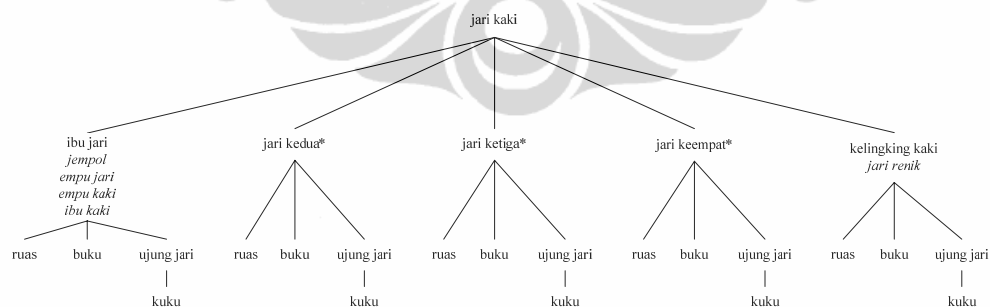 jari kaki
ibu jari
jempol
empu jari
empu kaki
ibu kaki
jari kedua*
jari ketiga*
jari keempat*
kelingking kaki
jari renik
ruas buku ujung jari ruas buku ujung jari ruas buku ujung jari ruas buku ujung jari ruas buku ujung jari
kuku kuku kuku kuku kuku